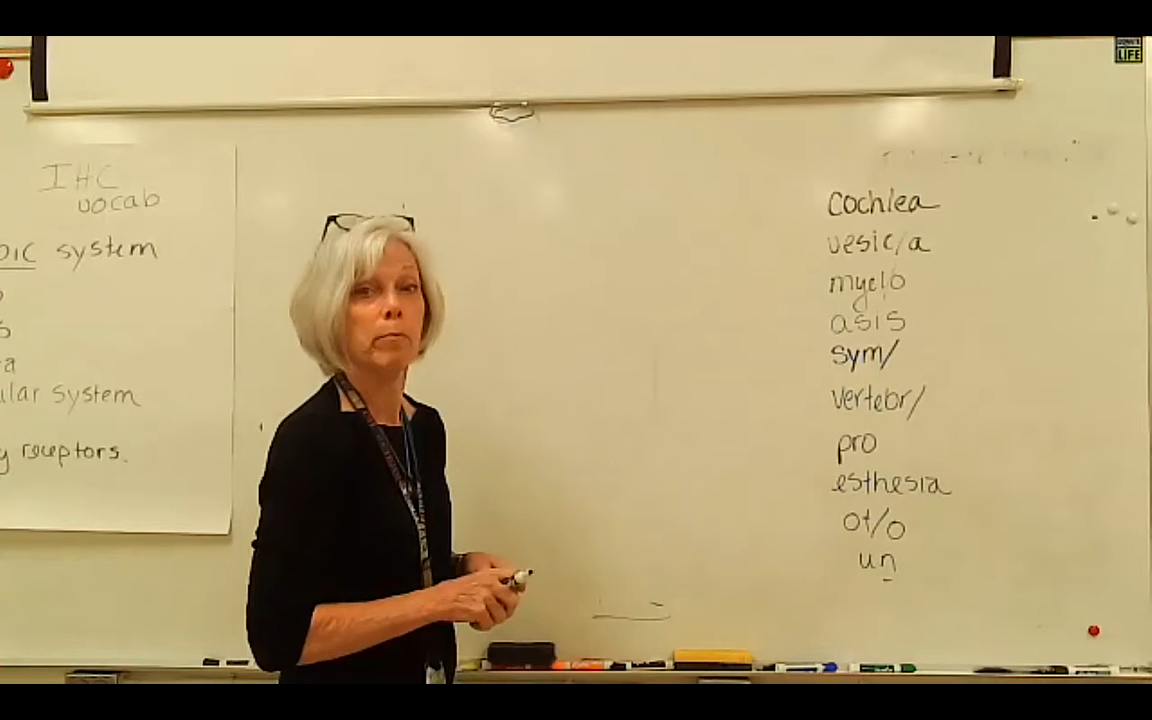 IHC
vocab
system
ular system
receptors.
cochlea
vesic/a
myelo
asis
sym/
vertebr/
pro
esthesia
ot/o
un
LIFE